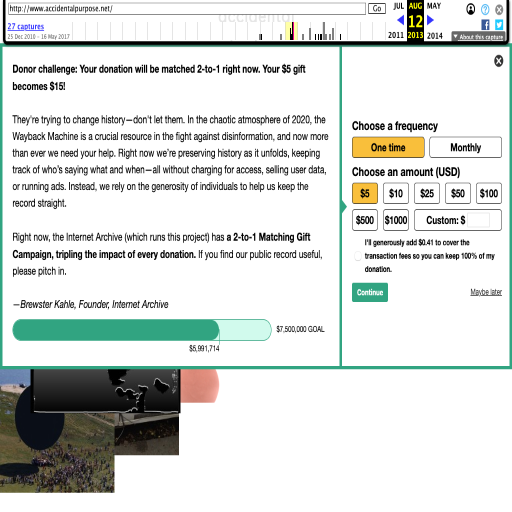 http://www.accidentalpurpose.net/
Go
JUL AUG MAY
27 captures
12
25 Dec 2010 - 16 May 2017
2011 2013 2014
About this capture
accidental
Donor challenge: Your donation will be matched 2-to-1 right now. Your $5 gift
becomes $15!
They're trying to change history—don't let them. In the chaotic atmosphere of 2020, the
Wayback Machine is a crucial resource in the fight against disinformation, and now more
than ever we need your help. Right now we're preserving history as it unfolds, keeping
track of who's saying what and when—all without charging for access, selling user data,
or running ads. Instead, we rely on the generosity of individuals to help us keep the
record straight.
Right now, the Internet Archive (which runs this project) has a 2-to-1 Matching Gift
Campaign, tripling the impact of every donation. If you find our public record useful,
please pitch in.
—Brewster Kahle, Founder, Internet Archive
$7,500,000 GOAL
$5,991,714
Choose a frequency
One time
Monthly
Choose an amount (USD)
$5 $10 $25 $50 $100
$500 $1000 Custom: $
I'll generously add $0.41 to cover the
transaction fees so you can keep 100% of my
donation.
Continue
Maybe later